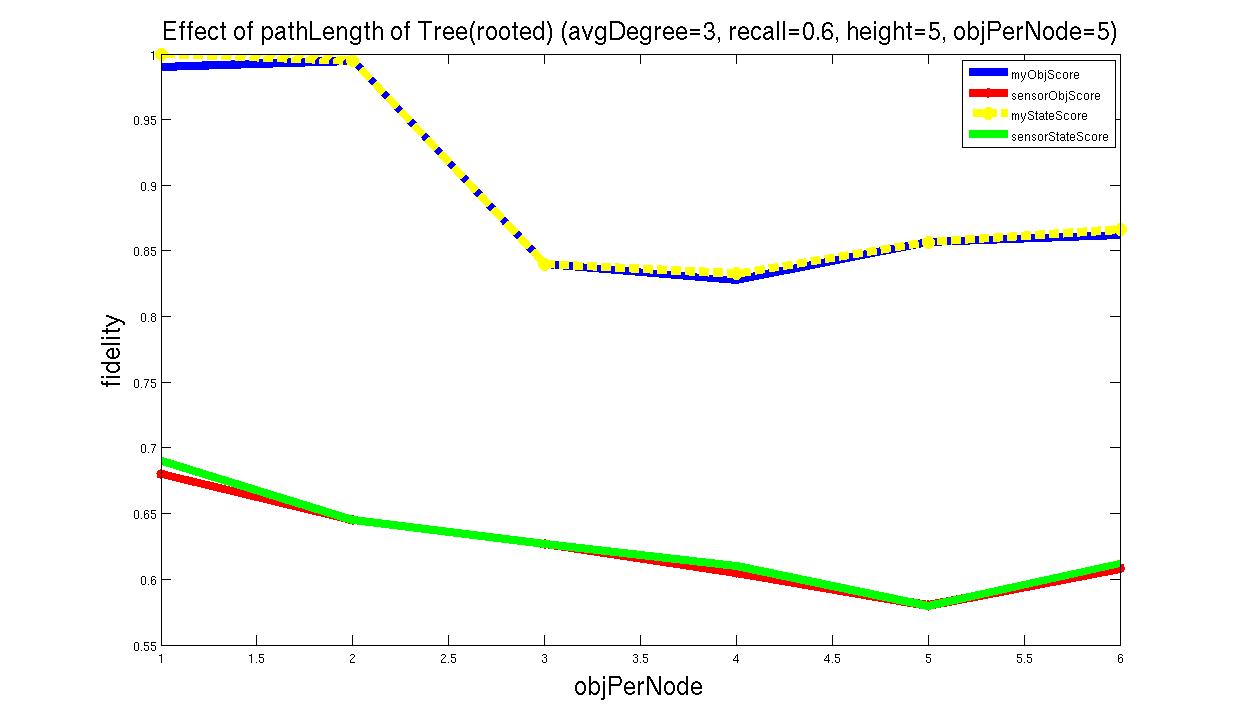 Effect of pathLength of Tree(rooted) (avgDegree=3, recall=0.6, height=5, objPerNode=5)
myObjScore
sensorObjScore
myStateScore
sensorStateScore
fidelity
1
0.95
0.9
0.85
0.8
0.75
0.7
0.65
0.6
0.55
1 1.5 2 2.5 3 3.5 4 4.5 5 5.5 6
objPerNode